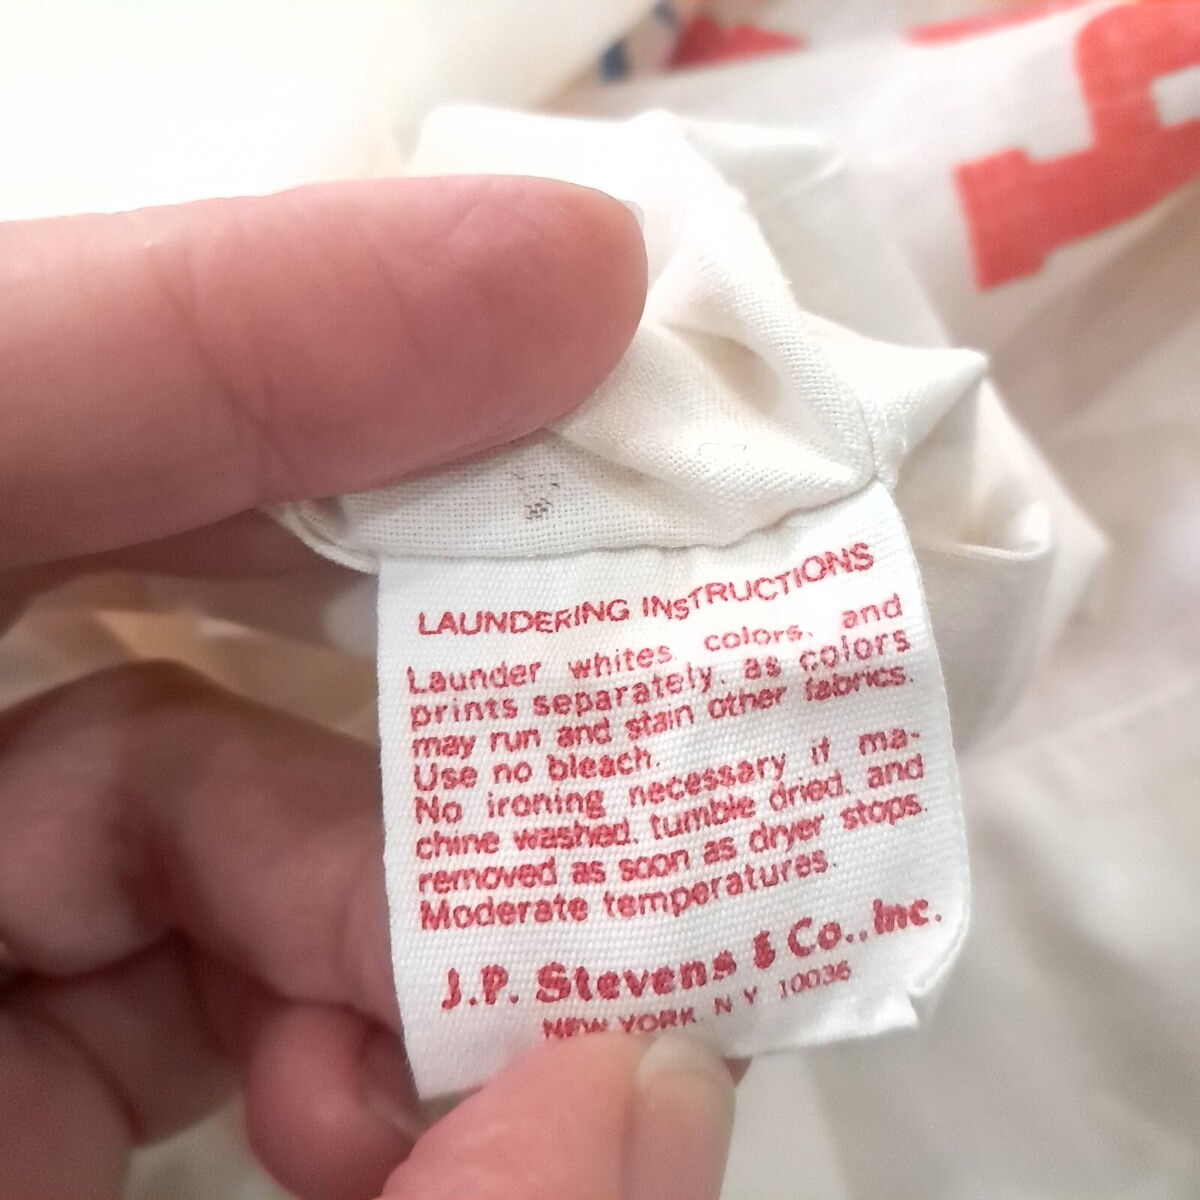 LAUNDERING INSTRUCTIONS
Launder whites, colors, and
prints separately, as colors
may run and stain other fabrics.
Use no bleach.
No ironing necessary if ma-
chine washed, tumble dried, and
removed as soon as dryer stops.
Moderate temperatures.
J.P. Stevens & Co., Inc.
NEW YORK, N Y 10036